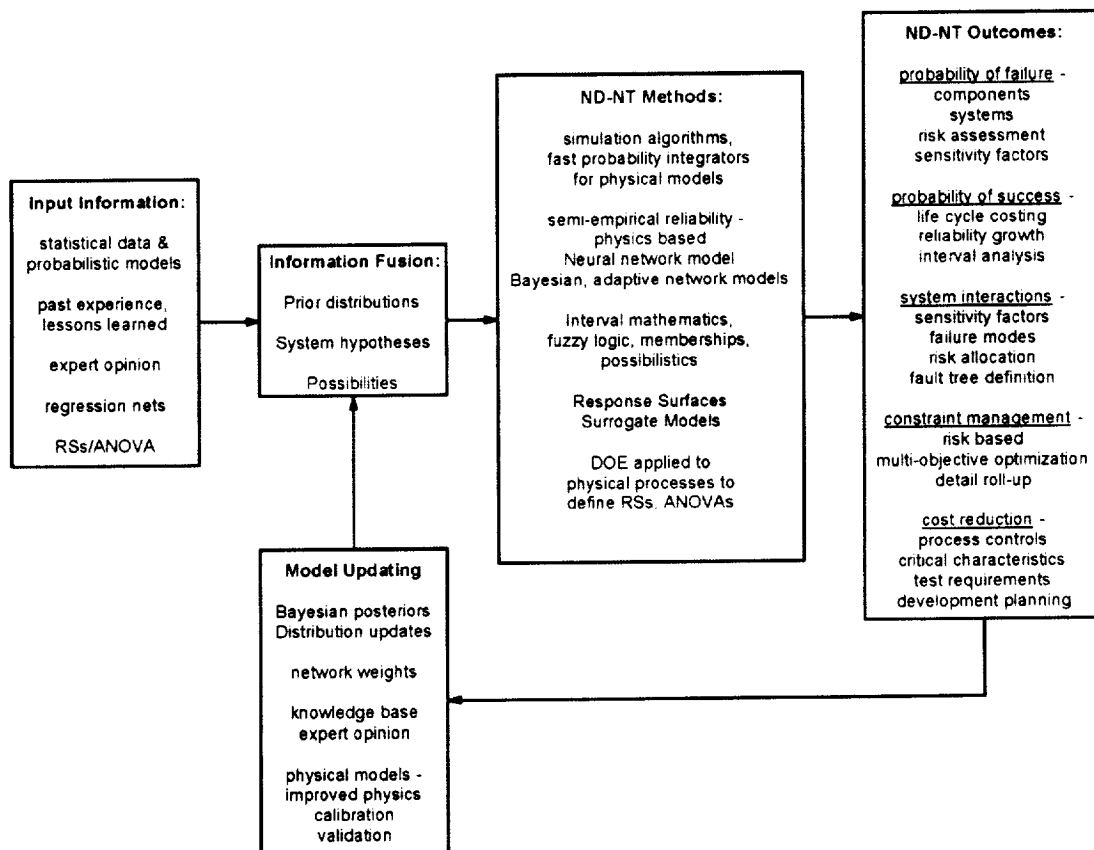 Input Information:
statistical data &
probabilistic models
past experience,
lessons learned
expert opinion
regression nets
RSs/ANOVA
Information Fusion:
Prior distributions
System hypotheses
Possibilities
ND-NT Methods:
simulation algorithms,
fast probability integrators
for physical models
semi-empirical reliability -
physics based
Neural network model
Bayesian, adaptive network models
Interval mathematics,
fuzzy logic, memberships,
possibilistics
Response Surfaces
Surrogate Models
DOE applied to
physical processes to
define RSs, ANOVAs
ND-NT Outcomes:
probability of failure -
components
systems
risk assessment
sensitivity factors
probability of success -
life cycle costing
reliability growth
interval analysis
system interactions -
sensitivity factors
failure modes
risk allocation
fault tree definition
constraint management -
risk based
multi-objective optimization
detail roll-up
cost reduction -
process controls
critical characteristics
test requirements
development planning
Model Updating
Bayesian posteriors
Distribution updates
network weights
knowledge base
expert opinion
physical models -
improved physics
calibration
validation